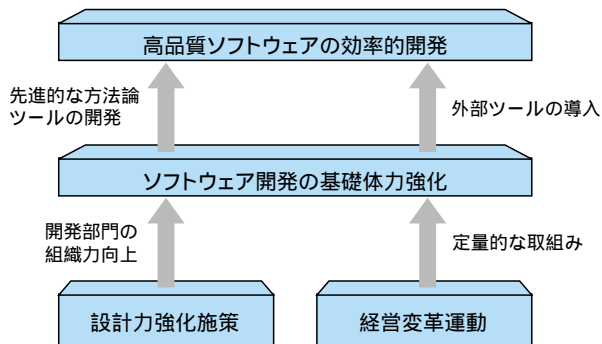 高品質ソフトウェアの効率的開発
先進的な方法論
ツールの開発
外部ツールの導入
ソフトウェア開発の基礎体力強化
開発部門の
組織力向上
定量的な取組み
設計力強化施策
経営変革運動